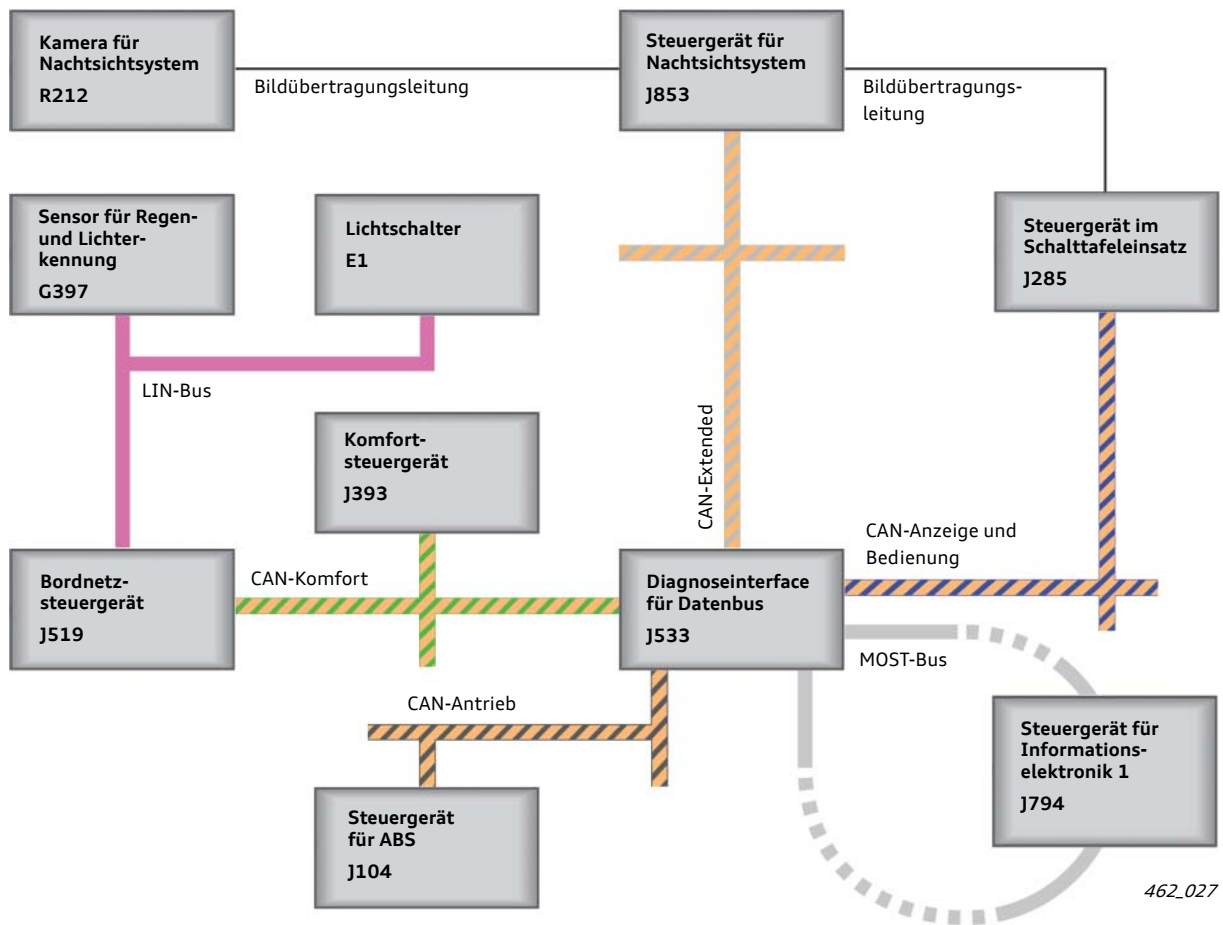 Kamera für
Nachtsichtsystem
R212
Bildübertragungsleitung
Steuergerät für
Nachtsichtsystem
J853
Bildübertragungs-
leitung
Sensor für Regen-
und Lichter-
kennung
G397
Lichtschalter
E1
Steuergerät im
Schalttafeleinsatz
J285
LIN-Bus
Komfort-
steuergerät
J393
CAN-Extended
CAN-Anzeige und
Bedienung
Bordnetz-
steuergerät
J519
CAN-Komfort
Diagnoseinterface
für Datenbus
J533
MOST-Bus
CAN-Antrieb
Steuergerät für
Informations-
elektronik 1
J794
Steuergerät
für ABS
J104
462_027